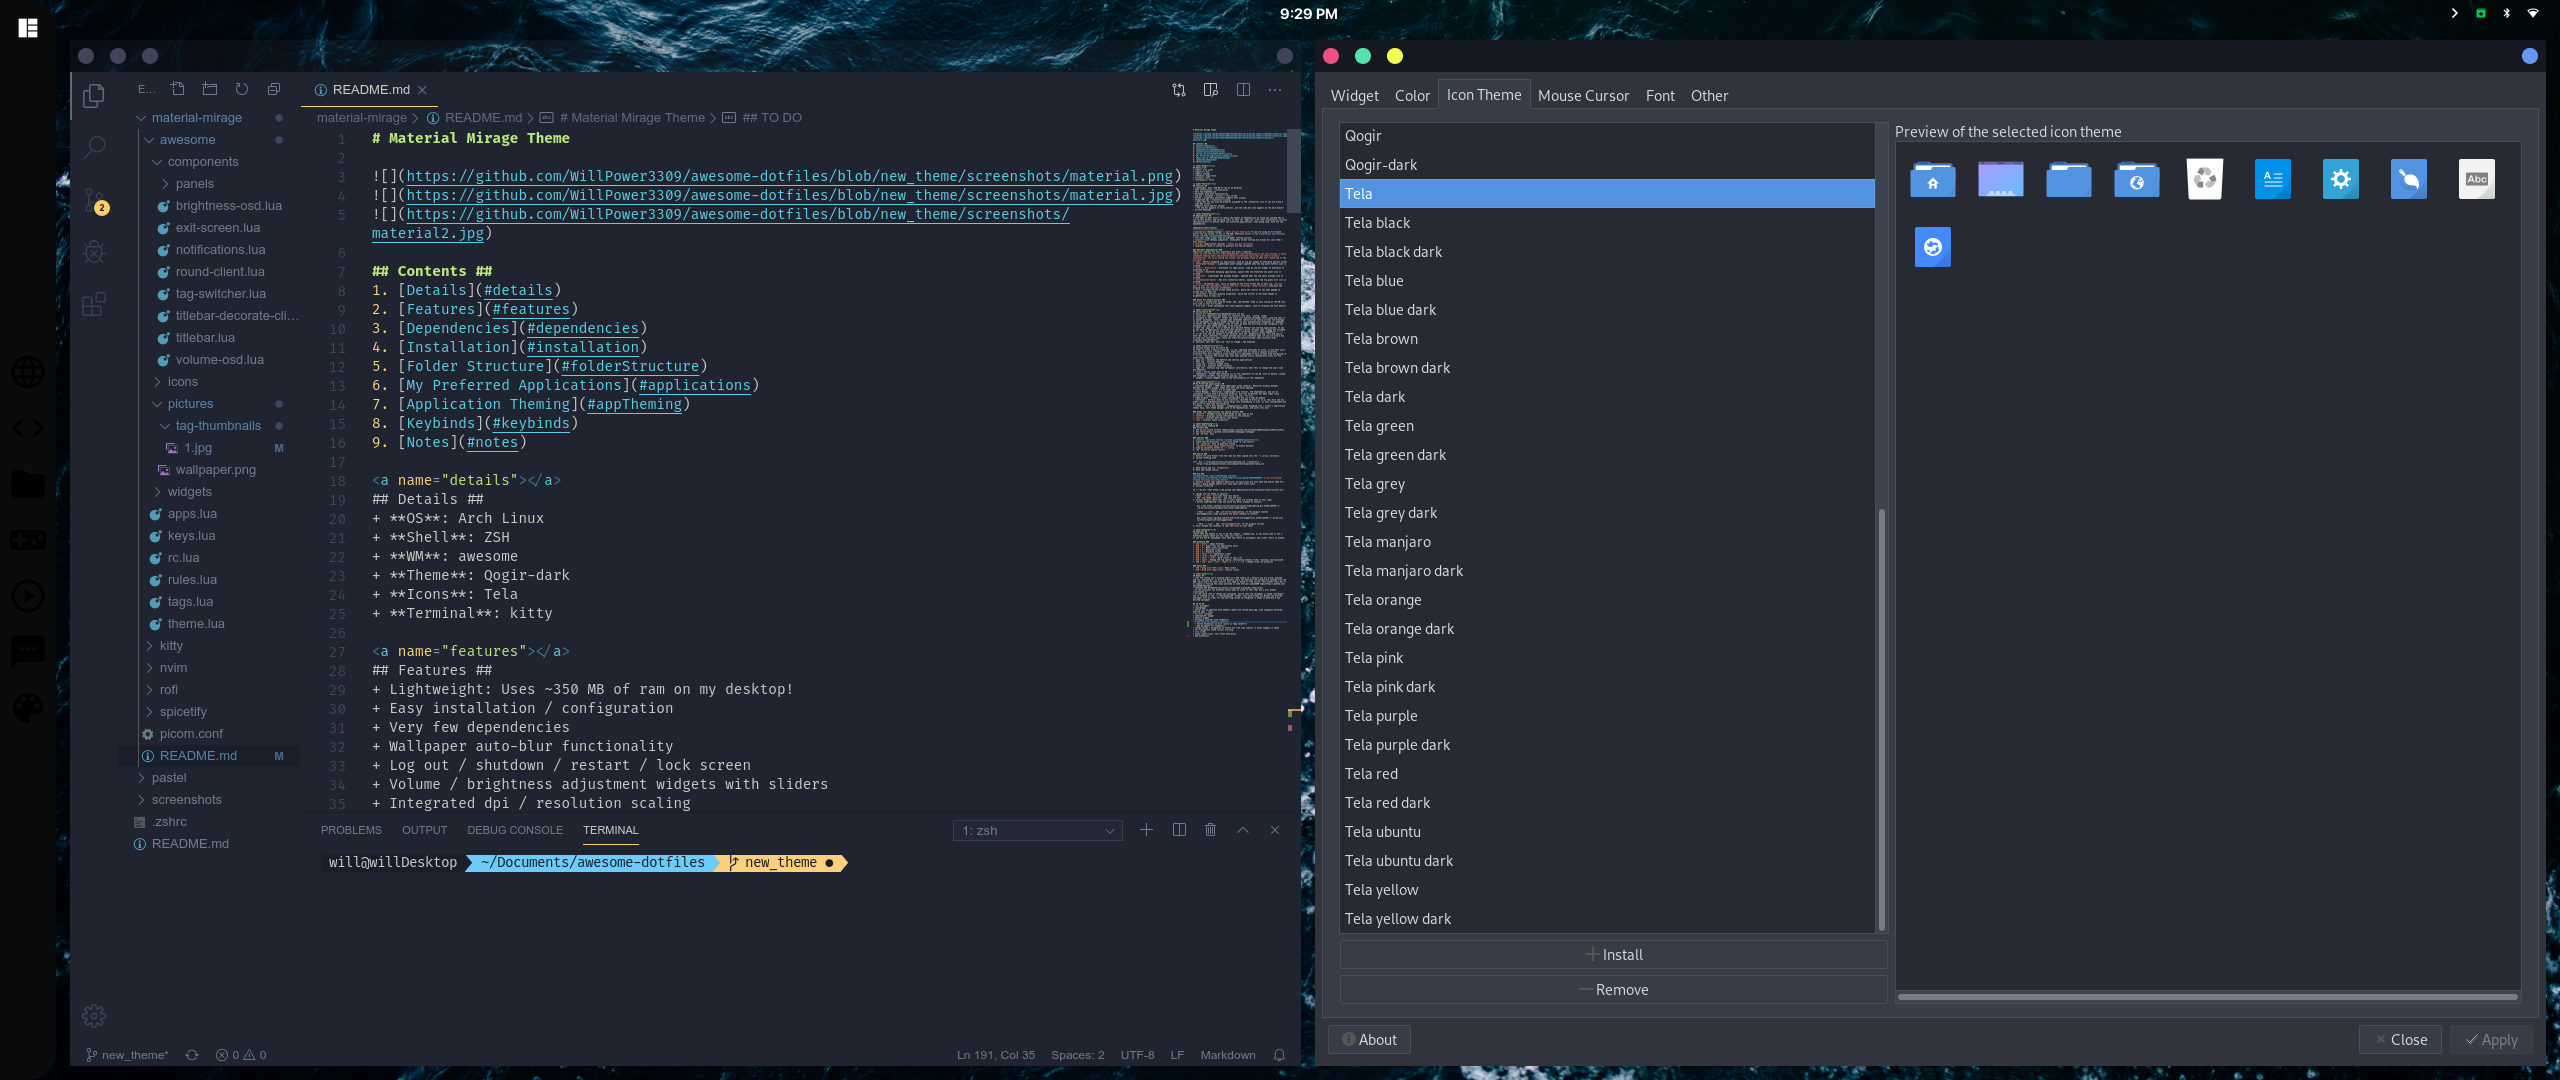 9:29 PM
E...
README.md
material-mirage > README.md > # Material Mirage Theme > ## TO DO
material-mirage
awesome
components
panels
brightness-osd.lua
exit-screen.lua
notifications.lua
round-client.lua
tag-switcher.lua
titlebar-decorate-cli...
titlebar.lua
volume-osd.lua
icons
pictures
tag-thumbnails
1.jpg M
wallpaper.png
widgets
apps.lua
keys.lua
rc.lua
rules.lua
tags.lua
theme.lua
kitty
nvim
rofi
spicetify
picom.conf
README.md M
pastel
screenshots
.zshrc
README.md
2
1 # Material Mirage Theme
2
3 ![](https://github.com/WillPower3309/awesome-dotfiles/blob/new_theme/screenshots/material.png)
4 ![](https://github.com/WillPower3309/awesome-dotfiles/blob/new_theme/screenshots/material.jpg)
5 ![](https://github.com/WillPower3309/awesome-dotfiles/blob/new_theme/screenshots/
material2.jpg)
6
7 ## Contents ##
8 1. [Details](#details)
9 2. [Features](#features)
10 3. [Dependencies](#dependencies)
11 4. [Installation](#installation)
12 5. [Folder Structure](#folderStructure)
13 6. [My Preferred Applications](#applications)
14 7. [Application Theming](#appTheming)
15 8. [Keybinds](#keybinds)
16 9. [Notes](#notes)
17
18 <a name="details"></a>
19 ## Details ##
20 + **OS**: Arch Linux
21 + **Shell**: ZSH
22 + **WM**: awesome
23 + **Theme**: Qogir-dark
24 + **Icons**: Tela
25 + **Terminal**: kitty
26
27 <a name="features"></a>
28 ## Features ##
29 + Lightweight: Uses ~350 MB of ram on my desktop!
30 + Easy installation / configuration
31 + Very few dependencies
32 + Wallpaper auto-blur functionality
33 + Log out / shutdown / restart / lock screen
34 + Volume / brightness adjustment widgets with sliders
35 + Integrated dpi / resolution scaling
PROBLEMS OUTPUT DEBUG CONSOLE TERMINAL 1: zsh
will@willDesktop ~/Documents/awesome-dotfiles new_theme ●
new_theme* 0 0 Ln 191, Col 35 Spaces: 2 UTF-8 LF Markdown
Widget Color Icon Theme Mouse Cursor Font Other
Qogir
Qogir-dark
Tela
Tela black
Tela black dark
Tela blue
Tela blue dark
Tela brown
Tela brown dark
Tela dark
Tela green
Tela green dark
Tela grey
Tela grey dark
Tela manjaro
Tela manjaro dark
Tela orange
Tela orange dark
Tela pink
Tela pink dark
Tela purple
Tela purple dark
Tela red
Tela red dark
Tela ubuntu
Tela ubuntu dark
Tela yellow
Tela yellow dark
Install
Remove
Preview of the selected icon theme
Abc
About
Close
Apply